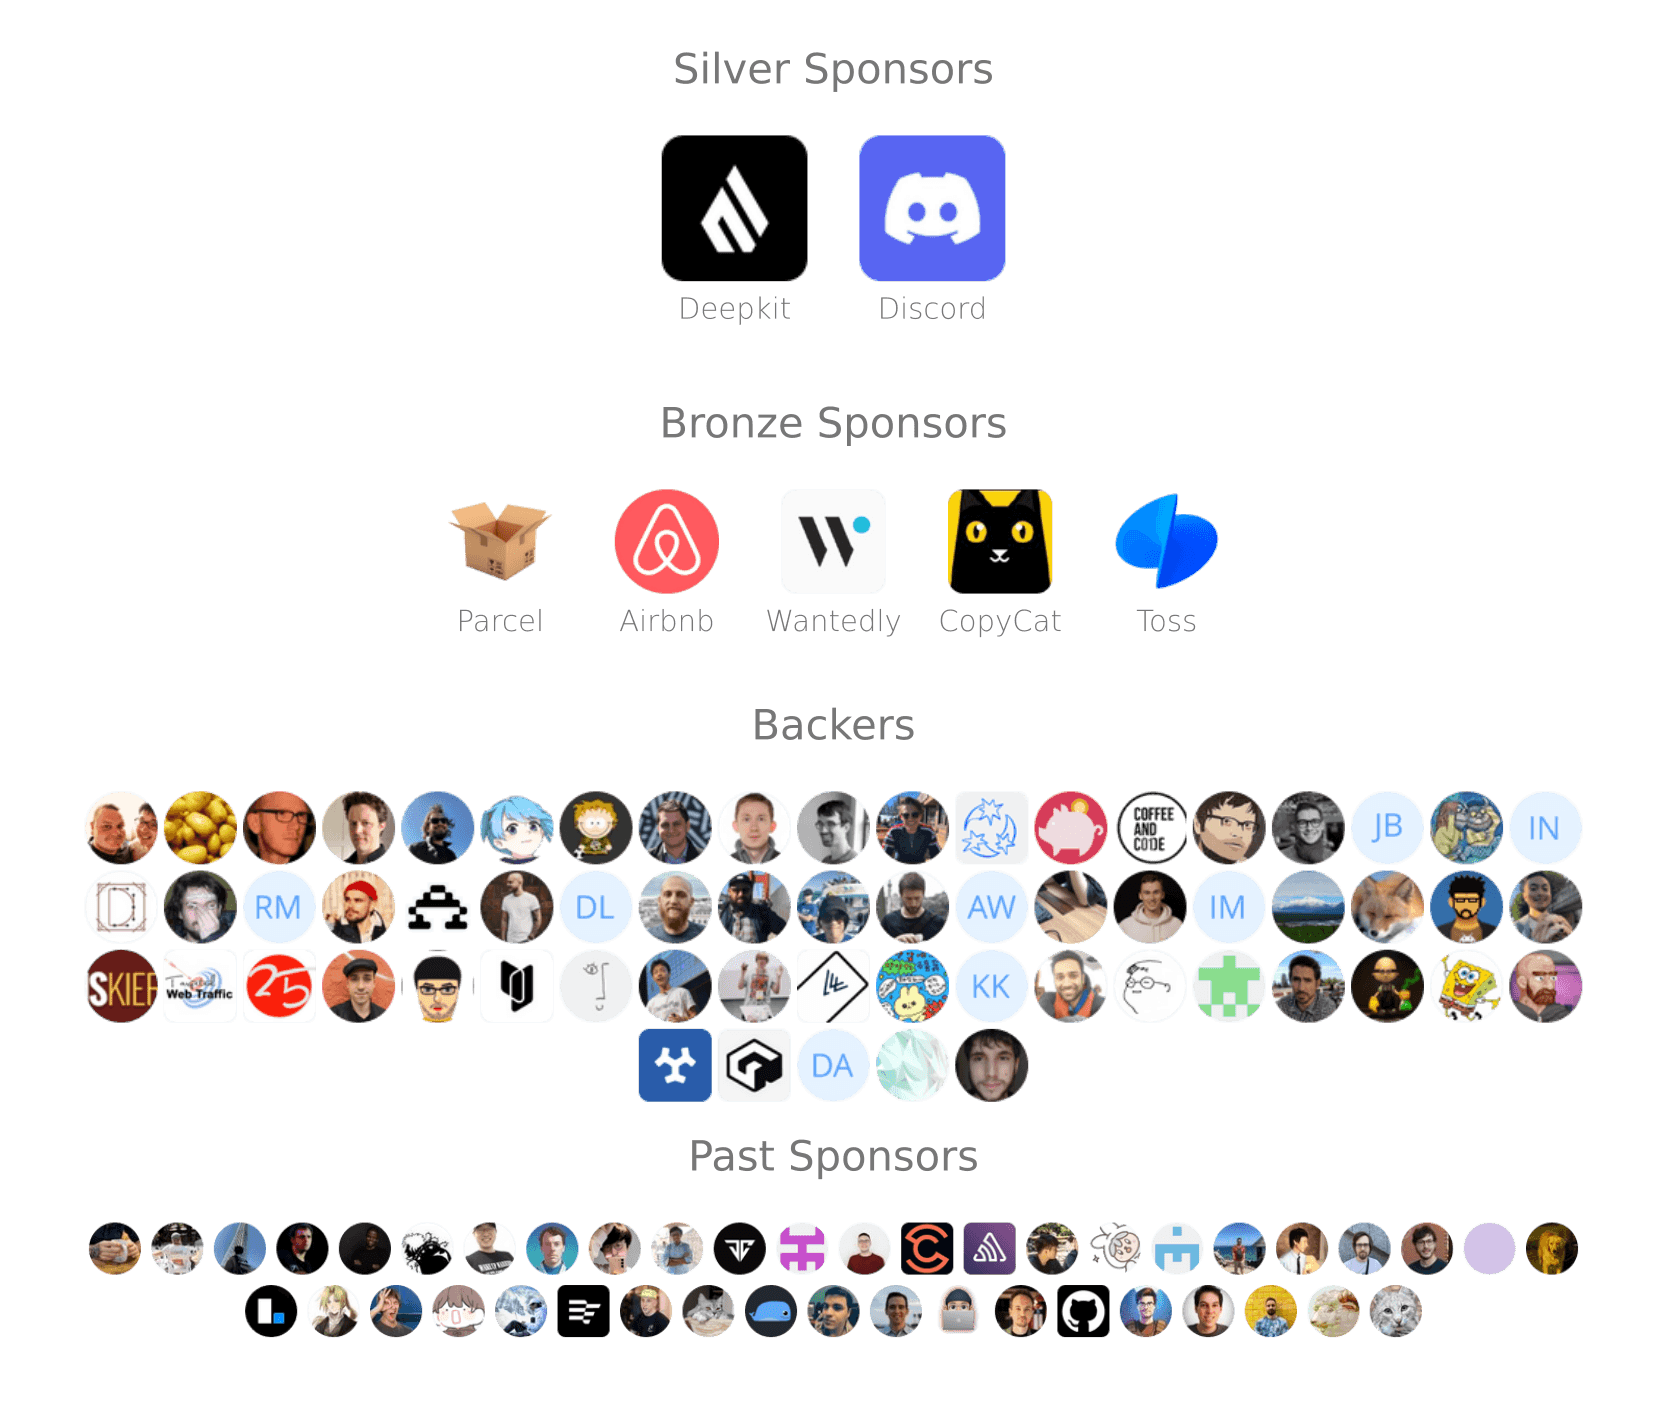 Silver Sponsors
Deepkit Discord
Bronze Sponsors
Parcel Airbnb Wantedly CopyCat Toss
Backers
COFFEE
AND
CODE
JB
IN
RM
DL
AW
IM
SKIEF
Web Traffic
25
KK
DA
Past Sponsors